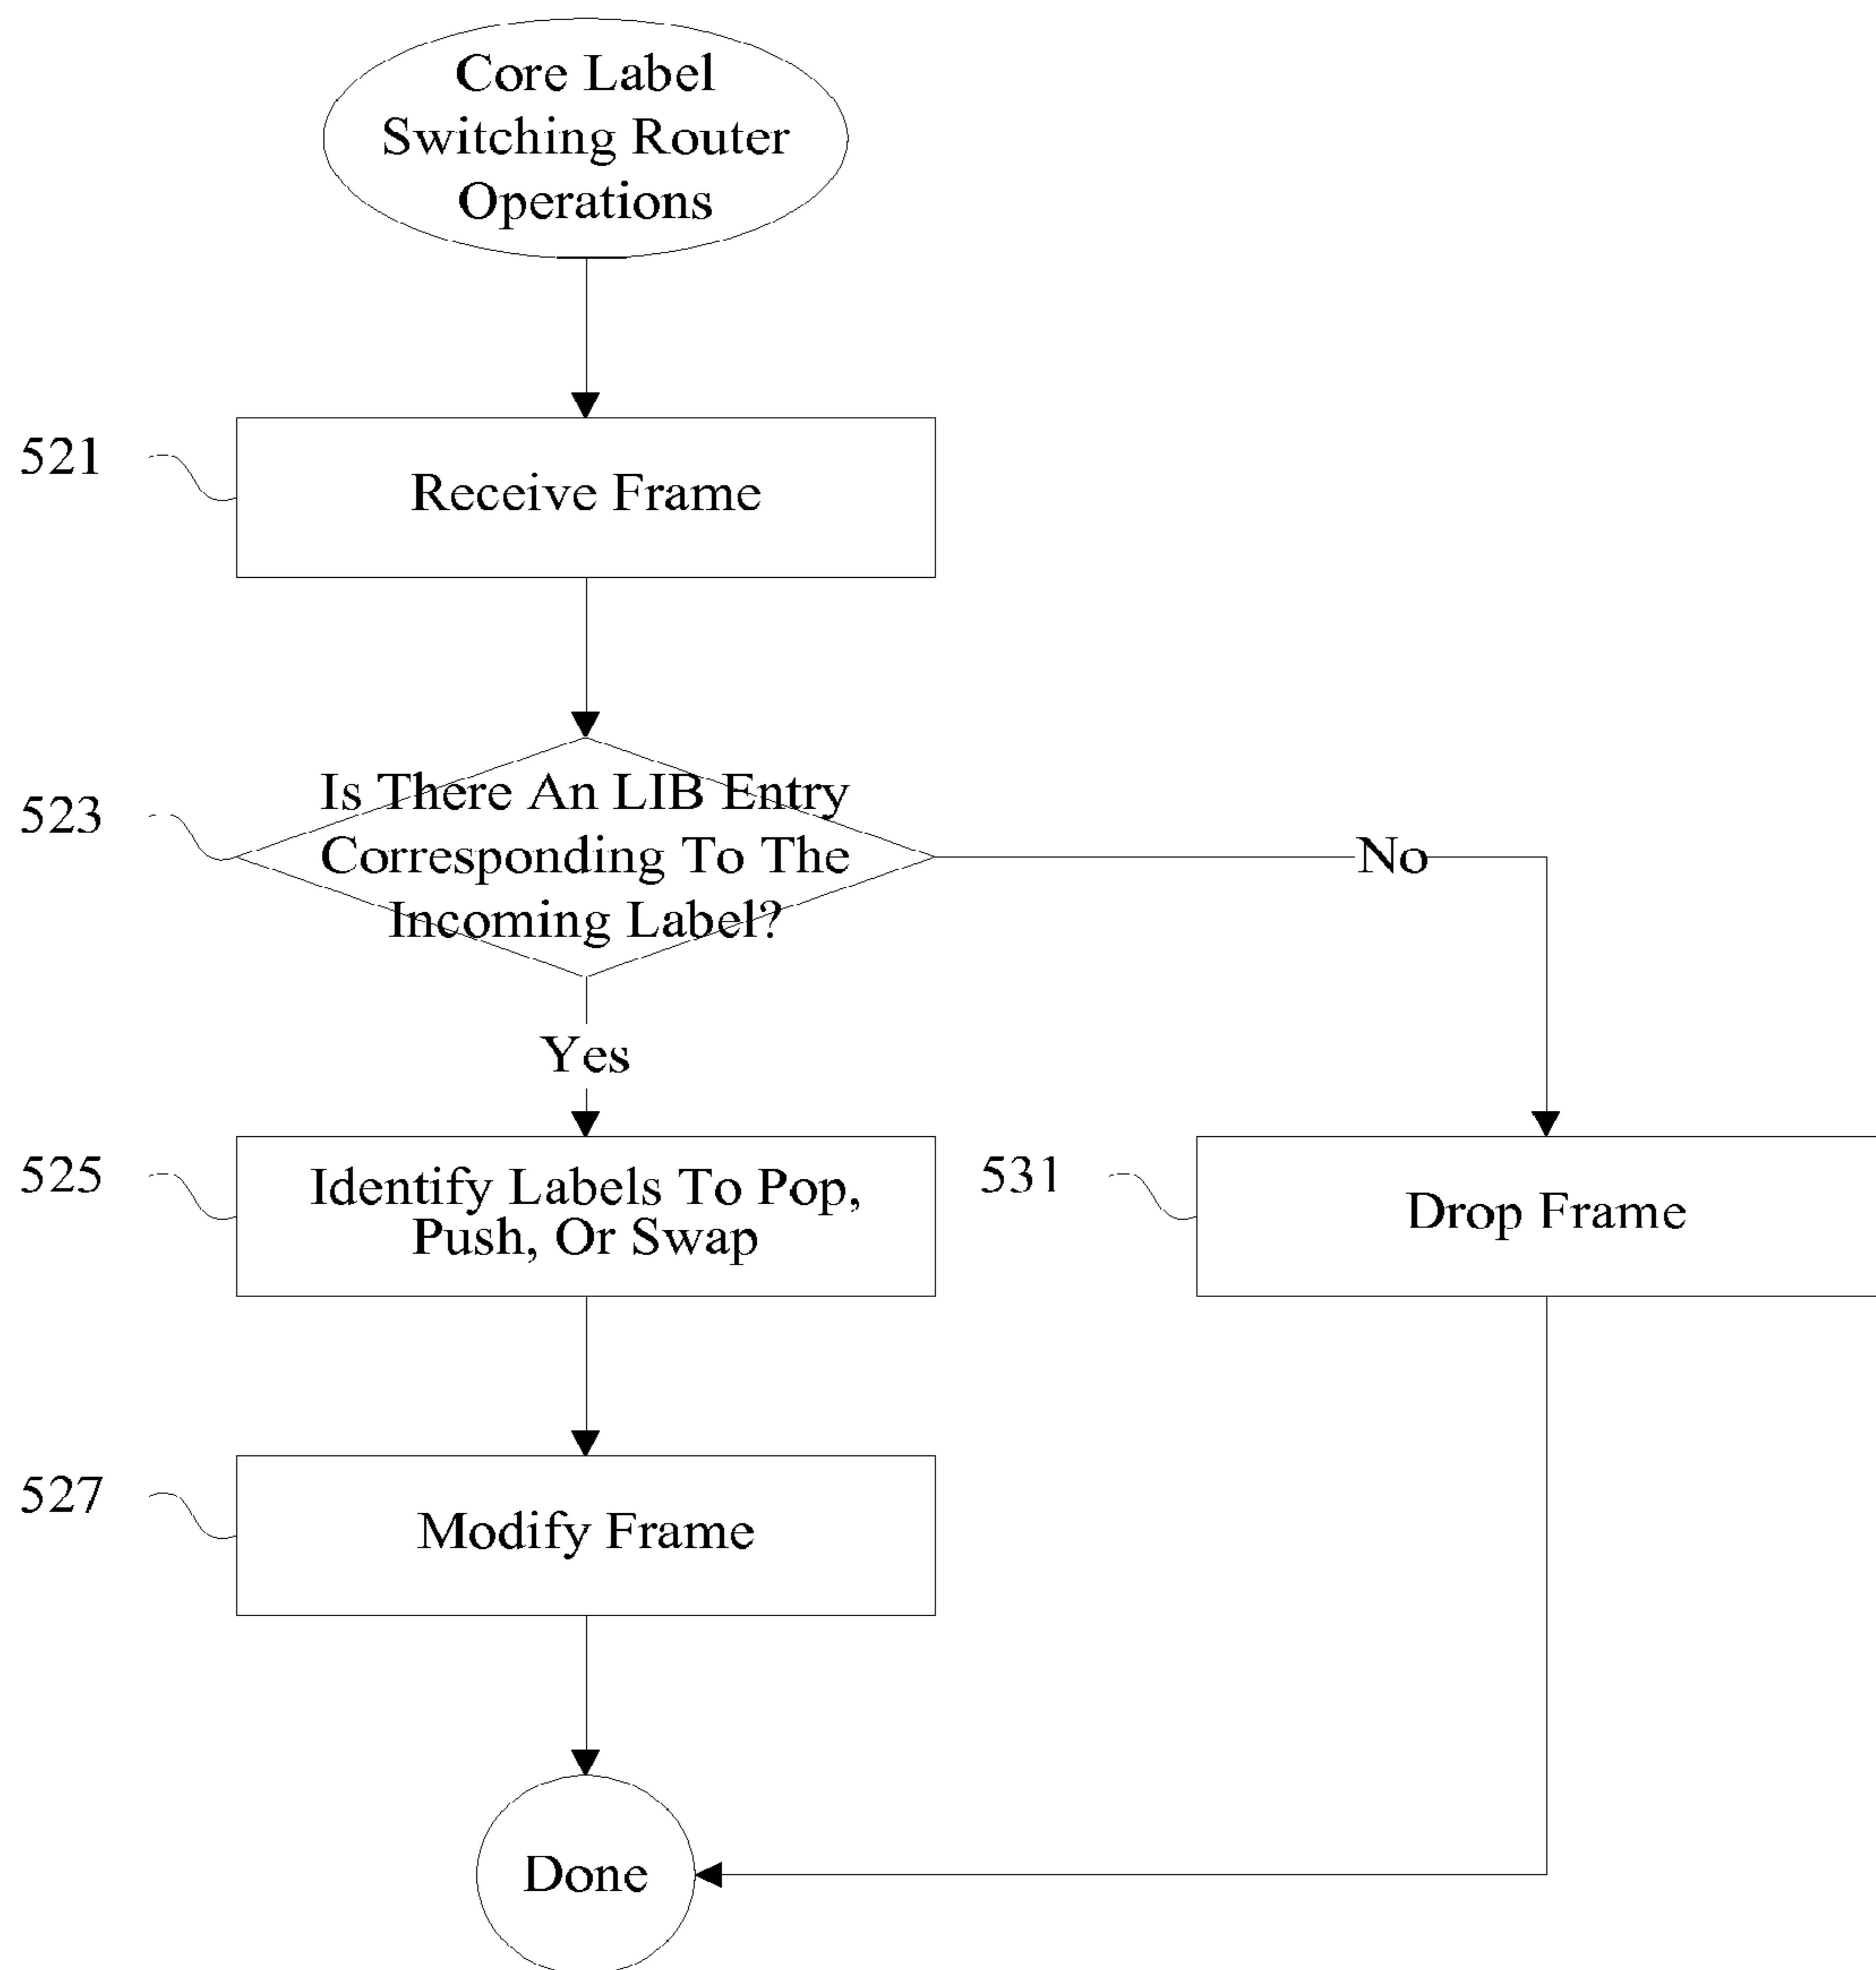 Core Label
Switching Router
Operations
521
Receive Frame
523
Is There An LIB Entry
Corresponding To The
Incoming Label?
No
Yes
525
Identify Labels To Pop,
Push, Or Swap
531
Drop Frame
527
Modify Frame
Done